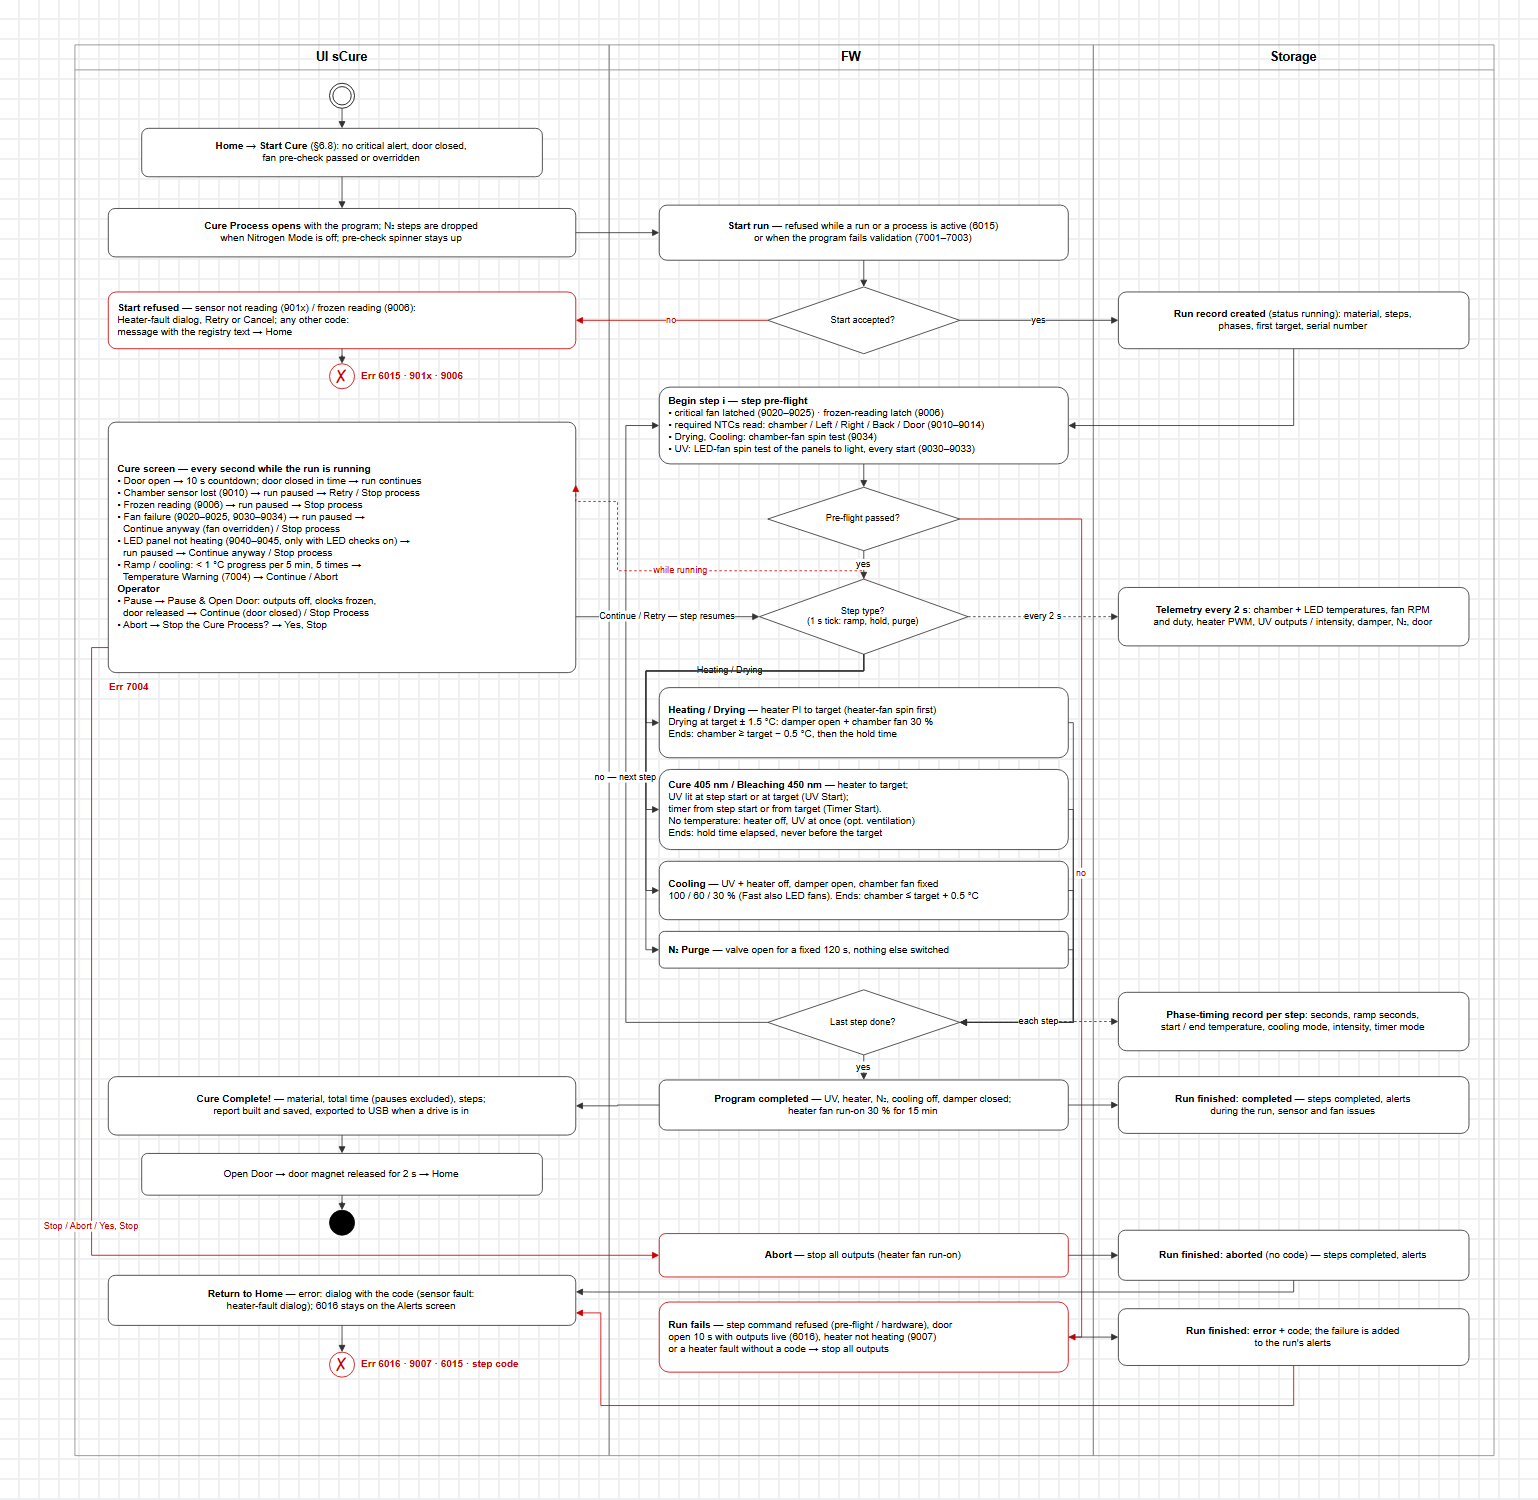 UI sCure
FW
Storage
Home → Start Cure (§6.8): no critical alert, door closed,
fan pre-check passed or overridden
Cure Process opens with the program; N₂ steps are dropped
when Nitrogen Mode is off; pre-check spinner stays up
Start run — refused while a run or a process is active (6015)
or when the program fails validation (7001–7003)
Start refused — sensor not reading (901x) / frozen reading (9006):
Heater-fault dialog, Retry or Cancel; any other code:
message with the registry text → Home
no
Start accepted?
yes
Run record created (status running): material, steps,
phases, first target, serial number
X
Err 6015 · 901x · 9006
Begin step i — step pre-flight
• critical fan latched (9020–9025) · frozen-reading latch (9006)
• required NTCs read: chamber / Left / Right / Back / Door (9010–9014)
• Drying, Cooling: chamber-fan spin test (9034)
• UV: LED-fan spin test of the panels to light, every start (9030–9033)
Cure screen — every second while the run is running
• Door open → 10 s countdown; door closed in time → run continues
• Chamber sensor lost (9010) → run paused → Retry / Stop process
• Frozen reading (9006) → run paused → Stop process
• Fan failure (9020–9025, 9030–9034) → run paused →
Continue anyway (fan overridden) / Stop process
• LED panel not heating (9040–9045, only with LED checks on) →
run paused → Continue anyway / Stop process
• Ramp / cooling: < 1 °C progress per 5 min, 5 times →
Temperature Warning (7004) → Continue / Abort
Operator
• Pause → Pause & Open Door: outputs off, clocks frozen,
door released → Continue (door closed) / Stop Process
• Abort → Stop the Cure Process? → Yes, Stop
Err 7004
Pre-flight passed?
yes
while running
Continue / Retry — step resumes
Step type?
(1 s tick: ramp, hold, purge)
every 2 s
Telemetry every 2 s: chamber + LED temperatures, fan RPM
and duty, heater PWM, UV outputs / intensity, damper, N₂, door
Heating / Drying
Heating / Drying — heater PI to target (heater-fan spin first)
Drying at target ± 1.5 °C: damper open + chamber fan 30 %
Ends: chamber ≥ target − 0.5 °C, then the hold time
no — next step
Cure 405 nm / Bleaching 450 nm — heater to target;
UV lit at step start or at target (UV Start);
timer from step start or from target (Timer Start).
No temperature: heater off, UV at once (opt. ventilation)
Ends: hold time elapsed, never before the target
no
Cooling — UV + heater off, damper open, chamber fan fixed
100 / 60 / 30 % (Fast also LED fans). Ends: chamber ≤ target + 0.5 °C
N₂ Purge — valve open for a fixed 120 s, nothing else switched
Last step done?
each step
Phase-timing record per step: seconds, ramp seconds,
start / end temperature, cooling mode, intensity, timer mode
yes
Cure Complete! — material, total time (pauses excluded), steps;
report built and saved, exported to USB when a drive is in
Program completed — UV, heater, N₂, cooling off, damper closed;
heater fan run-on 30 % for 15 min
Run finished: completed — steps completed, alerts
during the run, sensor and fan issues
Open Door → door magnet released for 2 s → Home
Stop / Abort / Yes, Stop
Abort — stop all outputs (heater fan run-on)
Run finished: aborted (no code) — steps completed, alerts
Return to Home — error: dialog with the code (sensor fault:
heater-fault dialog); 6016 stays on the Alerts screen
Run fails — step command refused (pre-flight / hardware), door
open 10 s with outputs live (6016), heater not heating (9007)
or a heater fault without a code → stop all outputs
Run finished: error + code; the failure is added
to the run's alerts
X
Err 6016 · 9007 · 6015 · step code